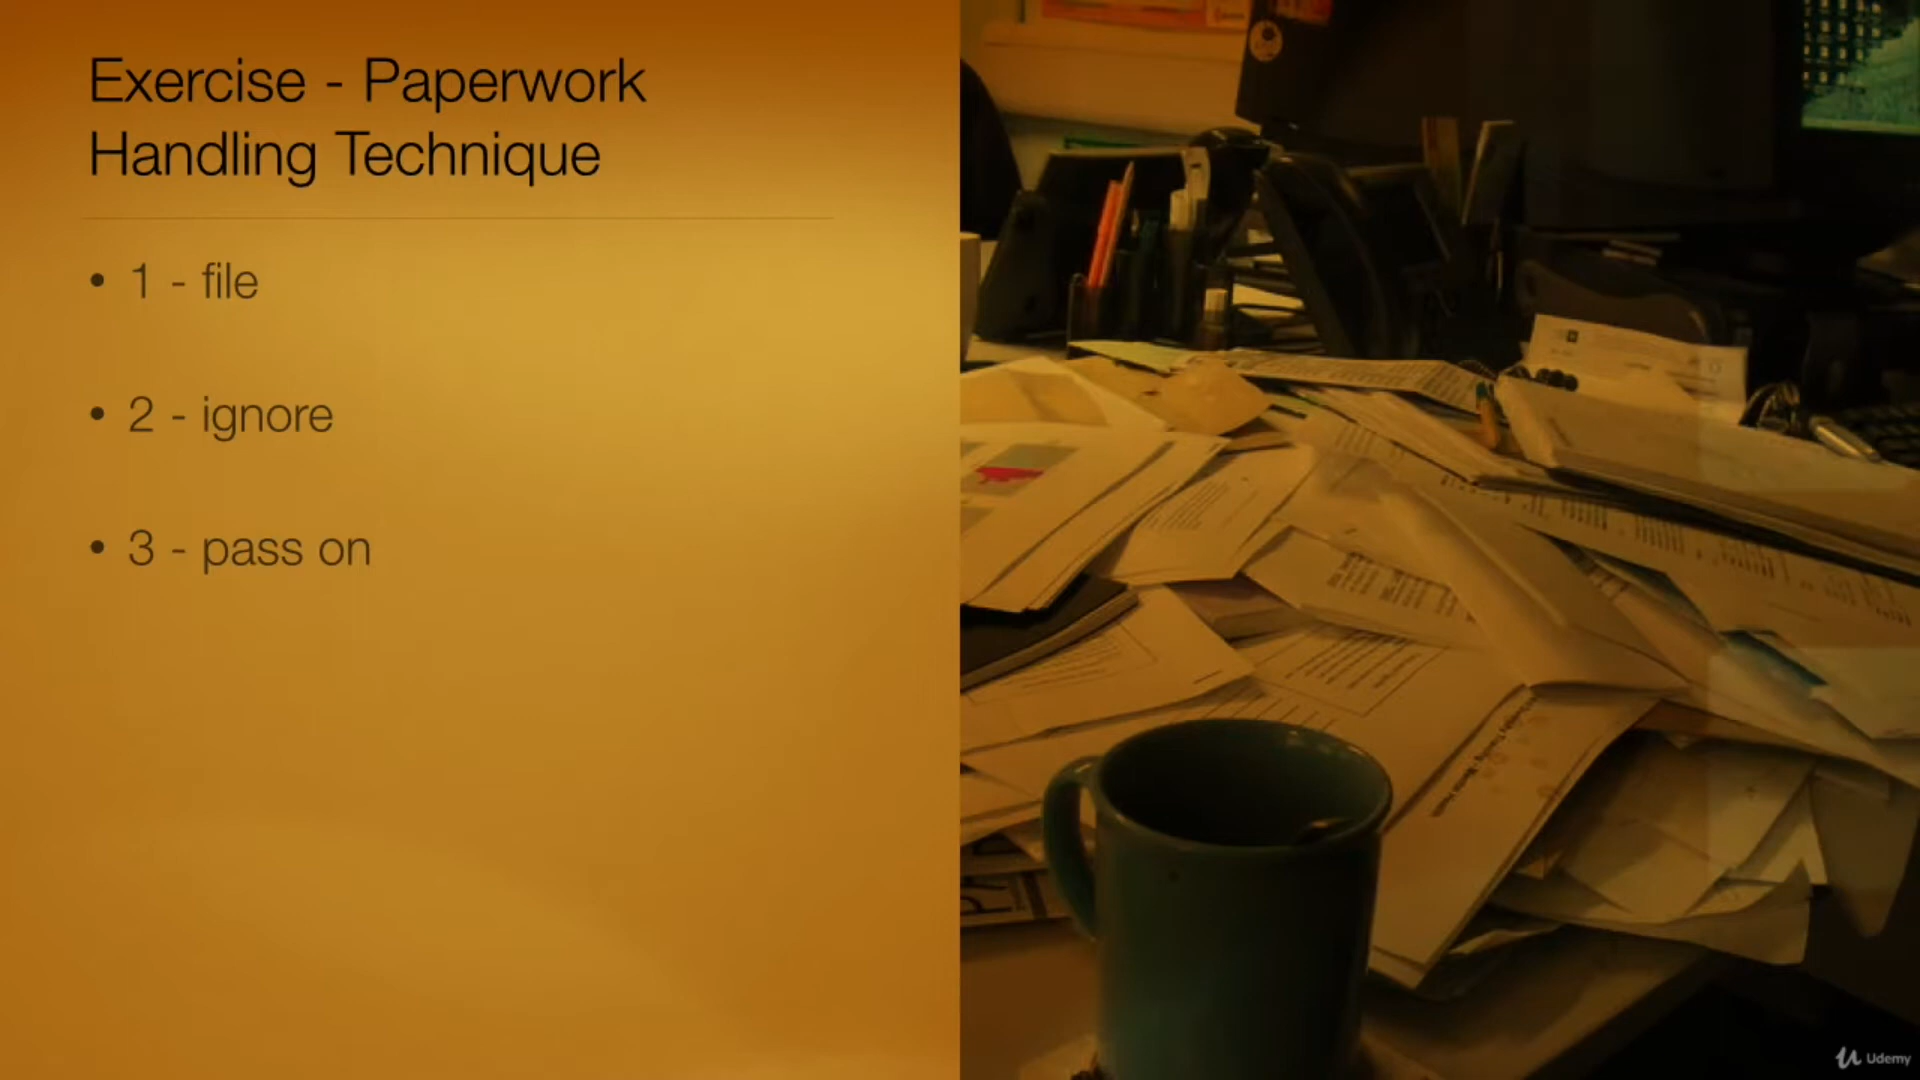 Exercise - Paperwork
Handling Technique
• 1 - file
• 2 - ignore
• 3 - pass on
Udemy